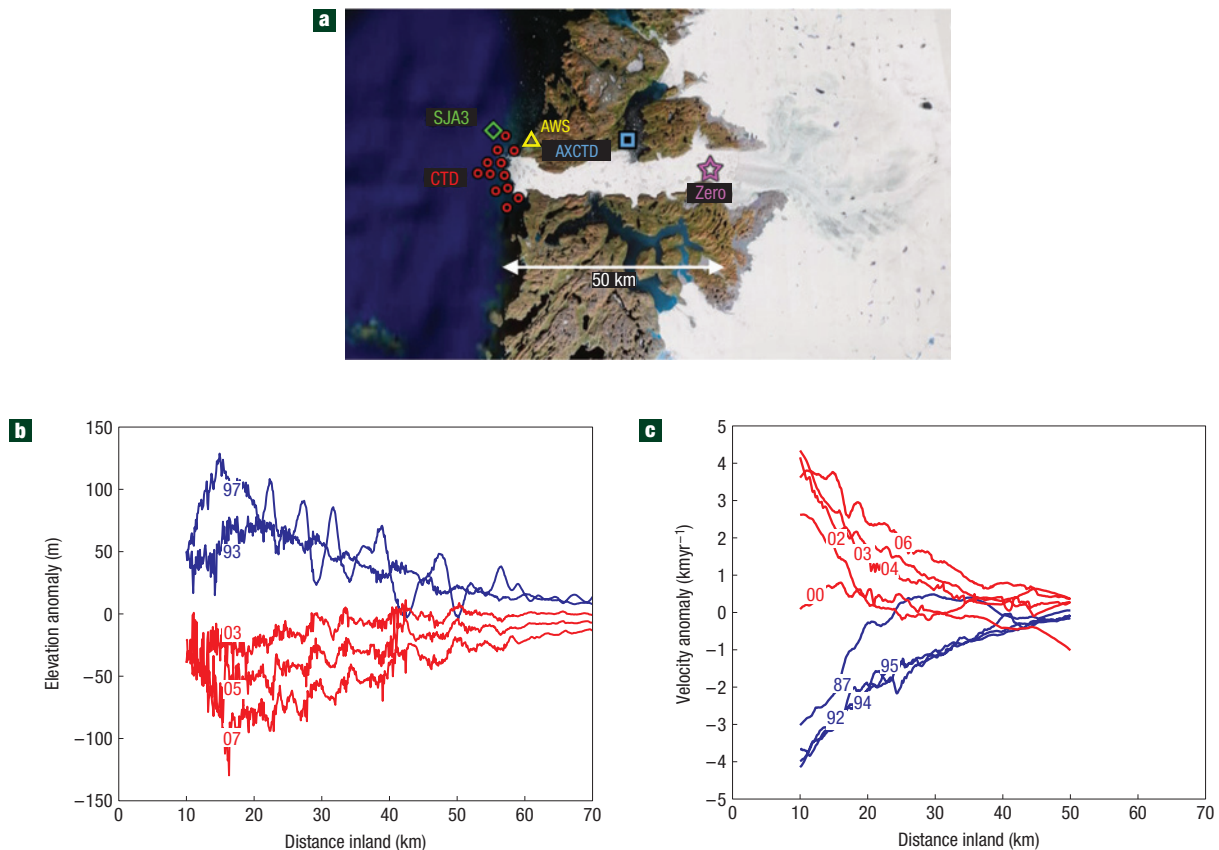 a
SJA3
AWS
AXCTD
CTD
Zero
50 km
b
150
100
50
0
−50
−100
−150
Elevation anomaly (m)
97
93
03
05
07
0 10 20 30 40 50 60 70
Distance inland (km)
c
5
4
3
2
1
0
−1
−2
−3
−4
−5
Velocity anomaly (kmyr⁻¹)
02
03
06
04
00
95
87
94
92
0 10 20 30 40 50 60 70
Distance inland (km)